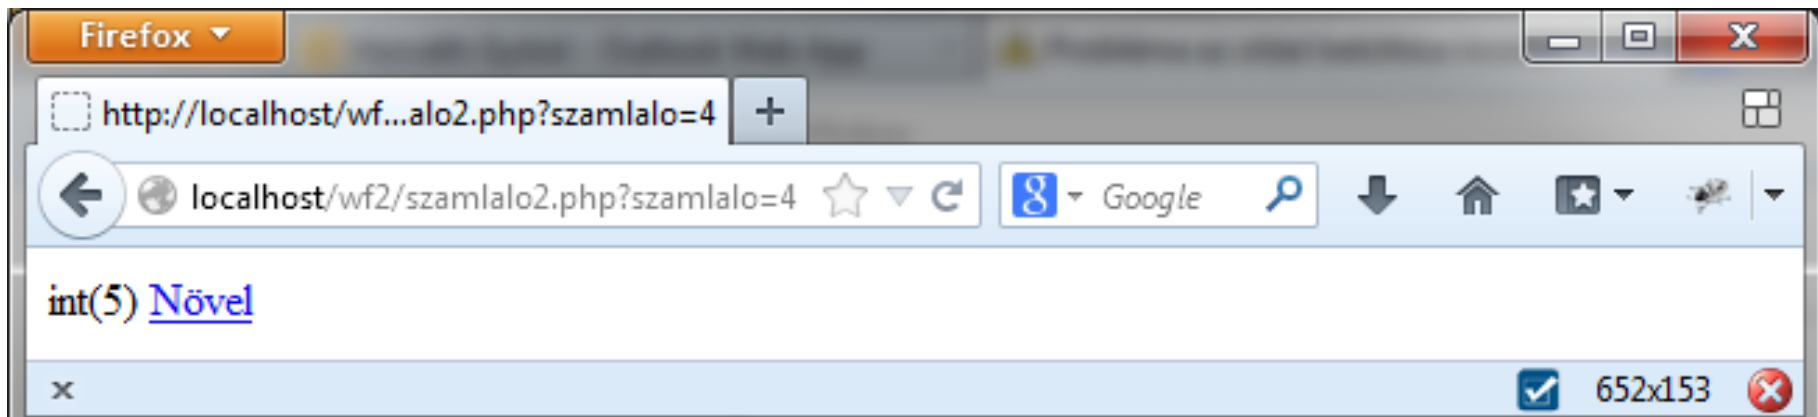 Firefox
http://localhost/wf...alo2.php?szamlalo=4
localhost/wf2/szamlalo2.php?szamlalo=4
Google
int(5) Növel
652x153